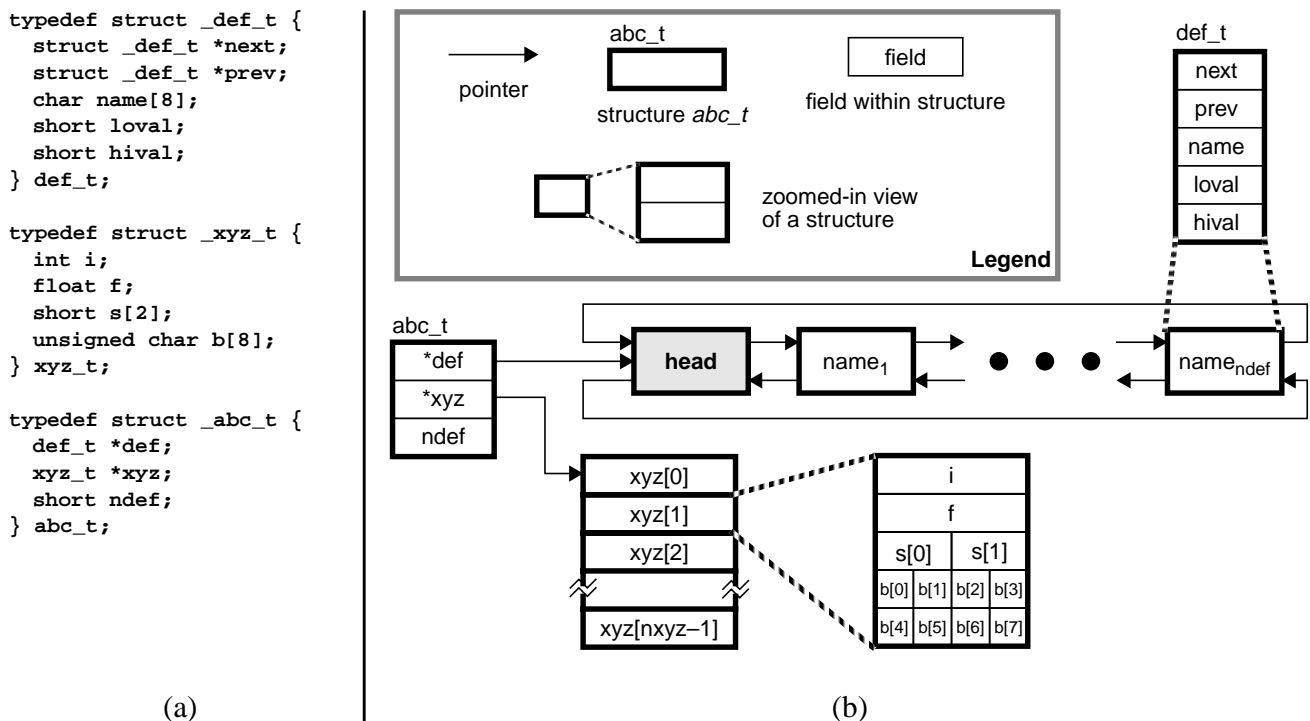 typedef struct _def_t {
struct _def_t *next;
struct _def_t *prev;
char name[8];
short loval;
short hival;
} def_t;
typedef struct _xyz_t {
int i;
float f;
short s[2];
unsigned char b[8];
} xyz_t;
typedef struct _abc_t {
def_t *def;
xyz_t *xyz;
short ndef;
} abc_t;
(a)
pointer
abc_t
structure abc_t
field
field within structure
zoomed-in view
of a structure
Legend
def_t
next
prev
name
loval
hival
abc_t
*def
*xyz
ndef
head
name1
namendef
xyz[0]
xyz[1]
xyz[2]
xyz[nxyz–1]
i
f
s[0] s[1]
b[0] b[1] b[2] b[3]
b[4] b[5] b[6] b[7]
(b)